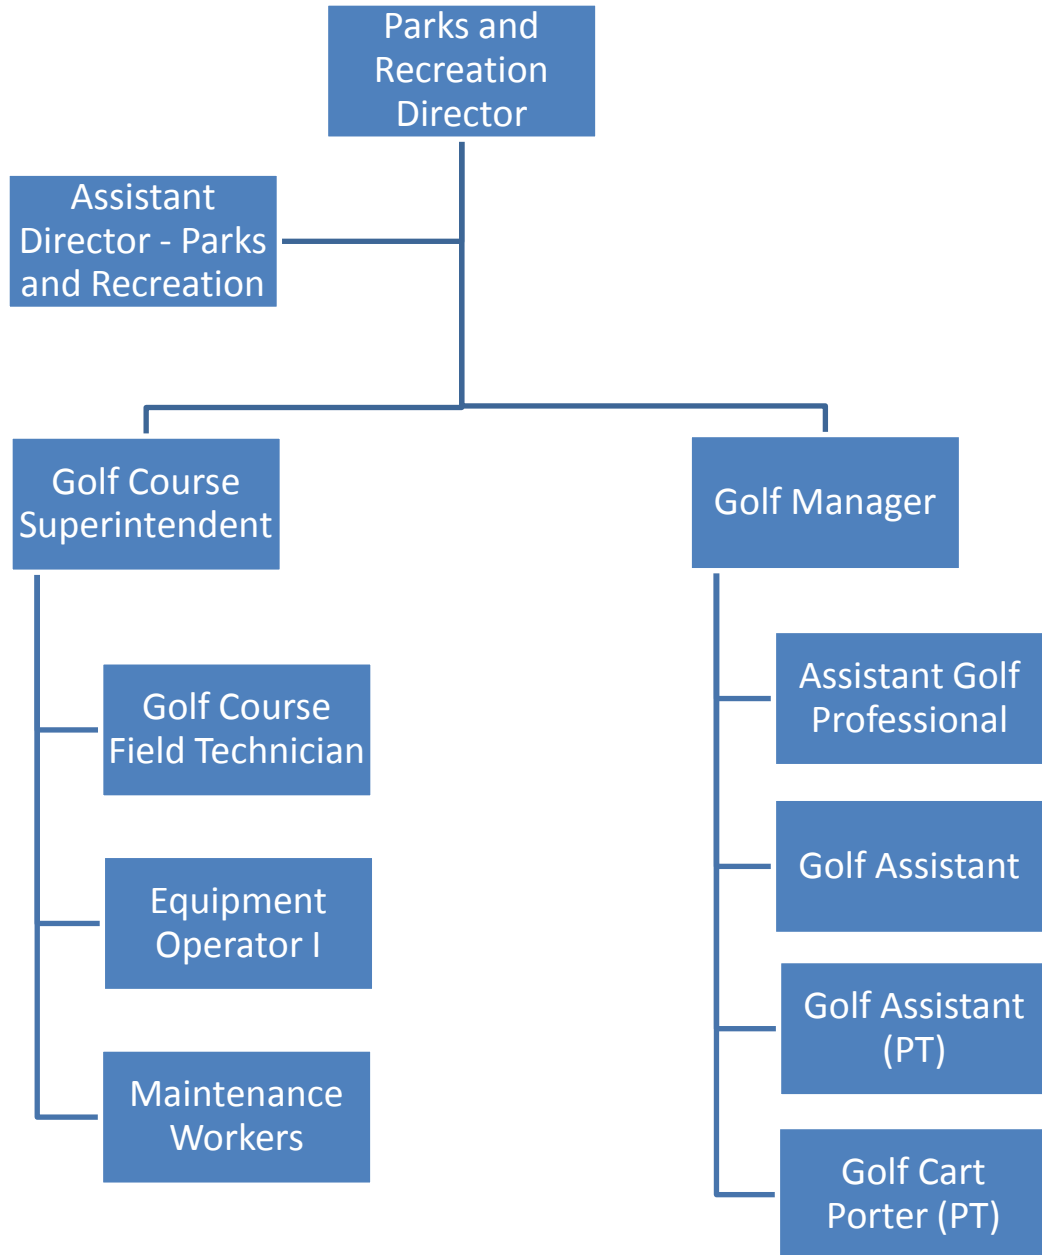 Parks and
Recreation
Director
Assistant
Director - Parks
and Recreation
Golf Course
Superintendent
Golf Manager
Golf Course
Field Technician
Equipment
Operator I
Maintenance
Workers
Assistant Golf
Professional
Golf Assistant
Golf Assistant
(PT)
Golf Cart
Porter (PT)